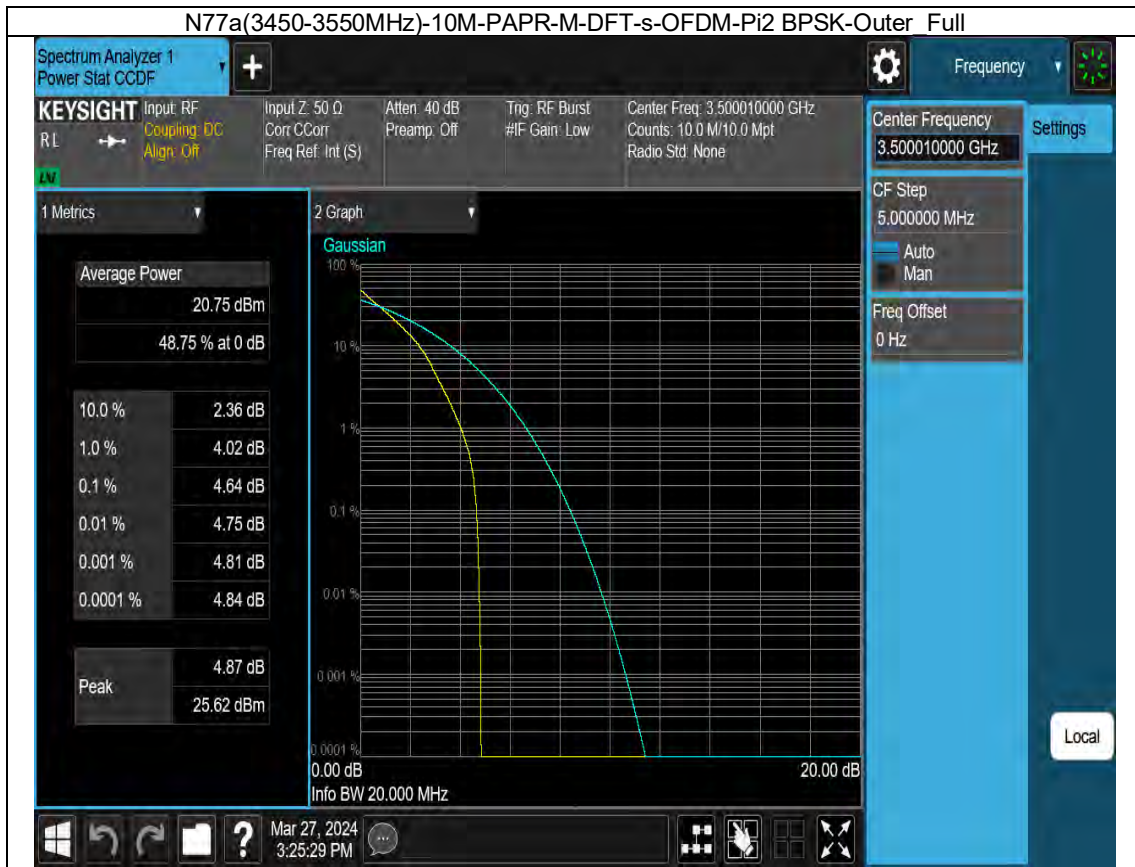 N77a(3450-3550MHz)-10M-PAPR-M-DFT-s-OFDM-Pi2 BPSK-Outer_Full
Spectrum Analyzer 1
Power Stat CCDF
+
Frequency
KEYSIGHT
RL
LNI
Input: RF
Coupling: DC
Align: Off
Input Z: 50 Ω
Corr CCorr
Freq Ref: Int (S)
Atten: 40 dB
Preamp: Off
Trig: RF Burst
#IF Gain: Low
Center Freq: 3.500010000 GHz
Counts: 10.0 M/10.0 Mpt
Radio Std: None
Center Frequency
3.500010000 GHz
Settings
CF Step
5.000000 MHz
Auto
Man
Freq Offset
0 Hz
1 Metrics
Average Power
20.75 dBm
48.75 % at 0 dB
10.0 % 2.36 dB
1.0 % 4.02 dB
0.1 % 4.64 dB
0.01 % 4.75 dB
0.001 % 4.81 dB
0.0001 % 4.84 dB
Peak
4.87 dB
25.62 dBm
2 Graph
Gaussian
100 %
10 %
1 %
0.1 %
0.01 %
0.001 %
0.0001 %
0.00 dB
20.00 dB
Info BW 20.000 MHz
Local
?
Mar 27, 2024
3:25:29 PM